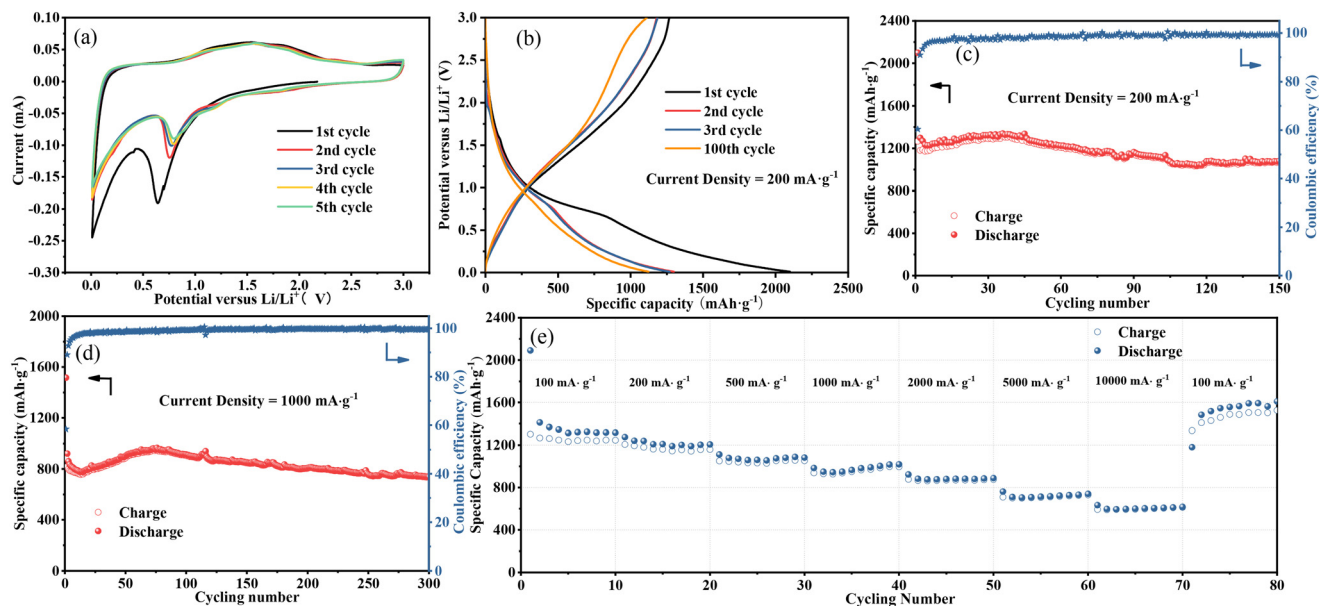 (a)
0.10
0.05
0.00
-0.05
-0.10
-0.15
-0.20
-0.25
-0.30
Current (mA)
1st cycle
2nd cycle
3rd cycle
4th cycle
5th cycle
0.0 0.5 1.0 1.5 2.0 2.5 3.0
Potential versus Li/Li+( V)
(b)
3.0
2.5
2.0
1.5
1.0
0.5
0.0
Potential versus Li/Li+ (V)
1st cycle
2nd cycle
3rd cycle
100th cycle
Current Density = 200 mA·g-1
0 500 1000 1500 2000 2500
Specific capacity (mAh·g-1)
(c)
2400
2000
1600
1200
800
400
0
Specific capacity (mAh·g-1)
Current Density = 200 mA·g-1
Charge
Discharge
100
80
60
40
20
0
Coulombic efficiency (%)
0 30 60 90 120 150
Cycling number
(d)
2000
1600
1200
800
400
0
Specific capacity (mAh·g-1)
Current Density = 1000 mA·g-1
Charge
Discharge
100
80
60
40
20
0
Coulombic efficiency (%)
0 50 75 100 125 150 175 200 225 250 275 300
Cycling number
(e)
2400
2000
1600
1200
800
400
0
Specific Capacity (mAh·g-1)
Charge
Discharge
100 mA· g-1 200 mA· g-1 500 mA· g-1 1000 mA· g-1 2000 mA· g-1 5000 mA· g-1 10000 mA· g-1 100 mA· g-1
0 10 20 30 40 50 60 70 80
Cycling Number